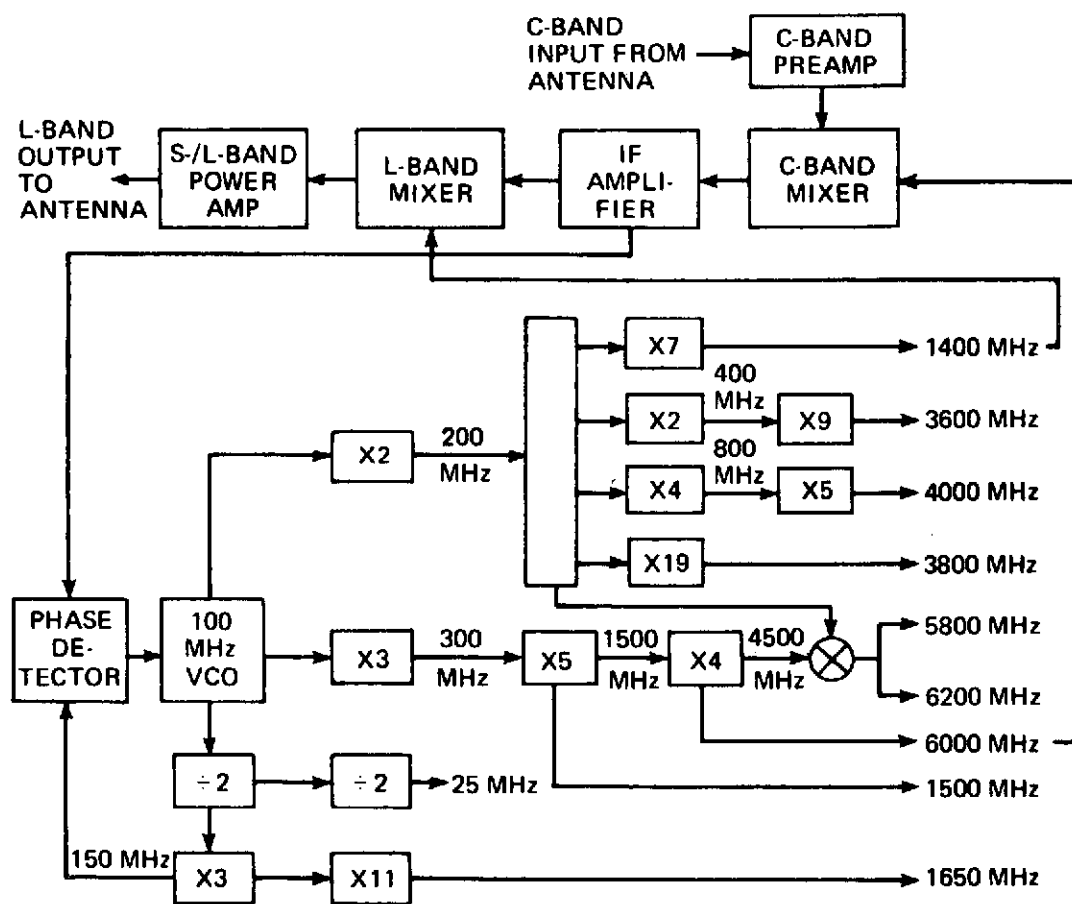 C-BAND
INPUT FROM
ANTENNA
C-BAND
PREAMP
L-BAND
OUTPUT
TO
ANTENNA
S-/L-BAND
POWER
AMP
L-BAND
MIXER
IF
AMPLI-
FIER
C-BAND
MIXER
X7
1400 MHz
X2
400
MHz
X9
3600 MHz
X2
200
MHz
X4
800
MHz
X5
4000 MHz
X19
3800 MHz
PHASE
DE-
TECTOR
100
MHz
VCO
X3
300
MHz
X5
1500
MHz
X4
4500
MHz
5800 MHz
6200 MHz
6000 MHz
÷2
÷2
25 MHz
1500 MHz
150 MHz
X3
X11
1650 MHz